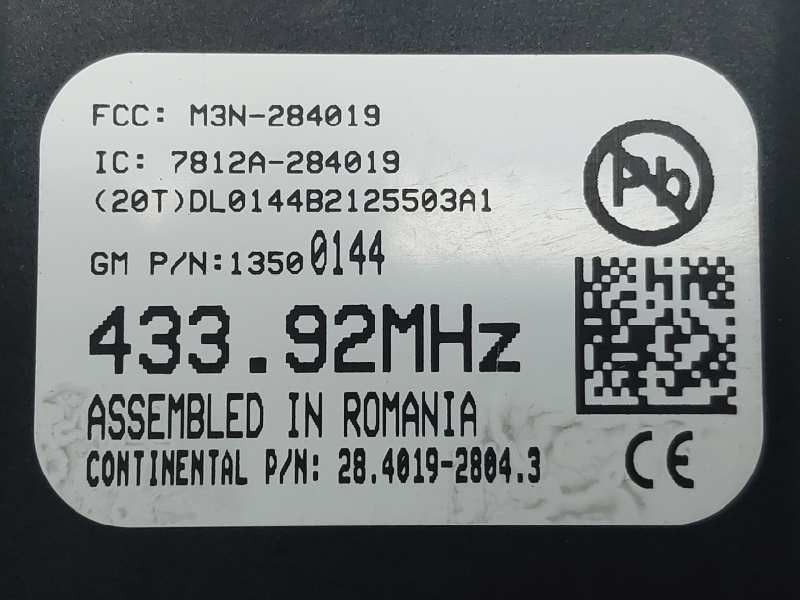 FCC: M3N-284019
IC: 7812A-284019
(20T)DL0144B2125503A1
GM P/N:13500144
433.92MHz
ASSEMBLED IN ROMANIA
CONTINENTAL P/N: 28.4019-2804.3
Pb
CE